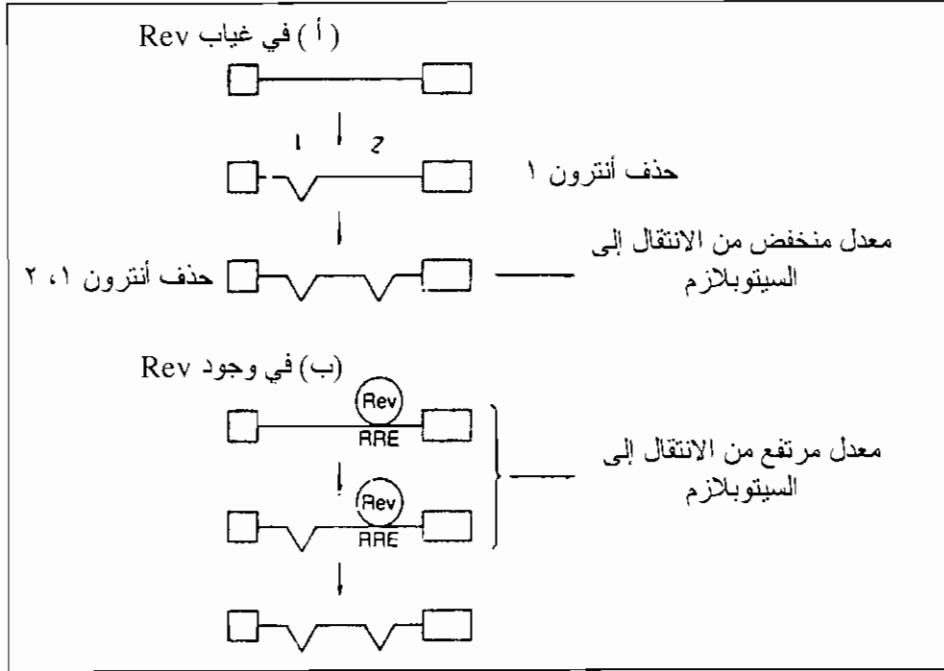 ( أ ) في غياب Rev
1 2
حذف أنترون ١
معدل منخفض من الانتقال إلى
السيتوبلازم
حذف أنترون ١، ٢
(ب) في وجود Rev
Rev
RRE
معدل مرتفع من الانتقال إلى
السيتوبلازم
Rev
RRE